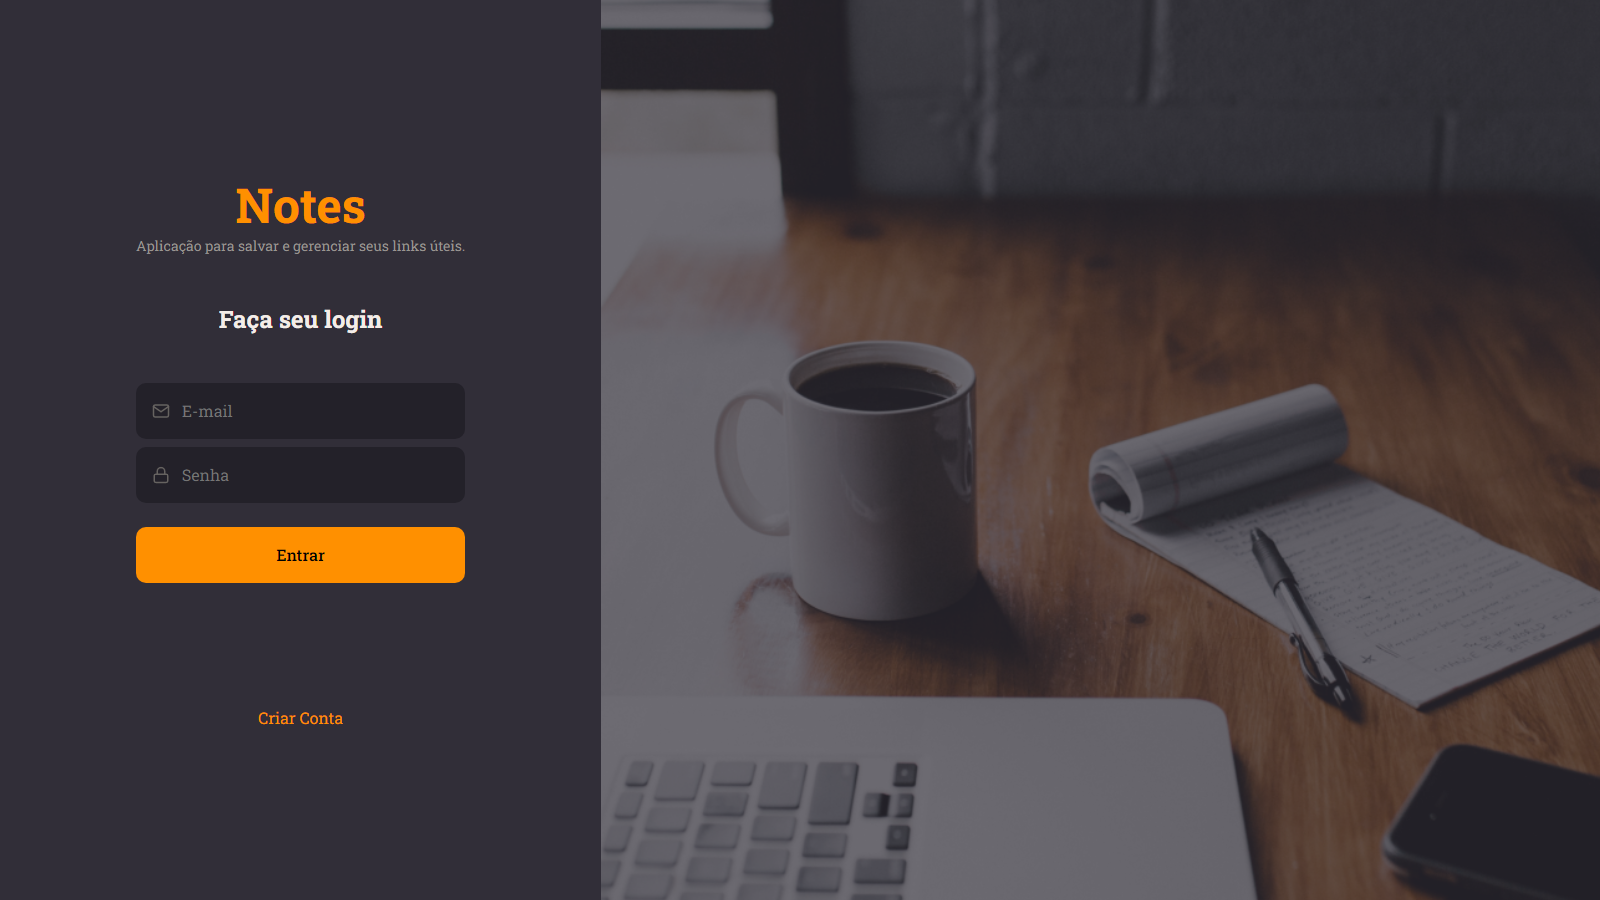 Notes
Aplicação para salvar e gerenciar seus links úteis.
Faça seu login
E-mail
Senha
Entrar
Criar Conta